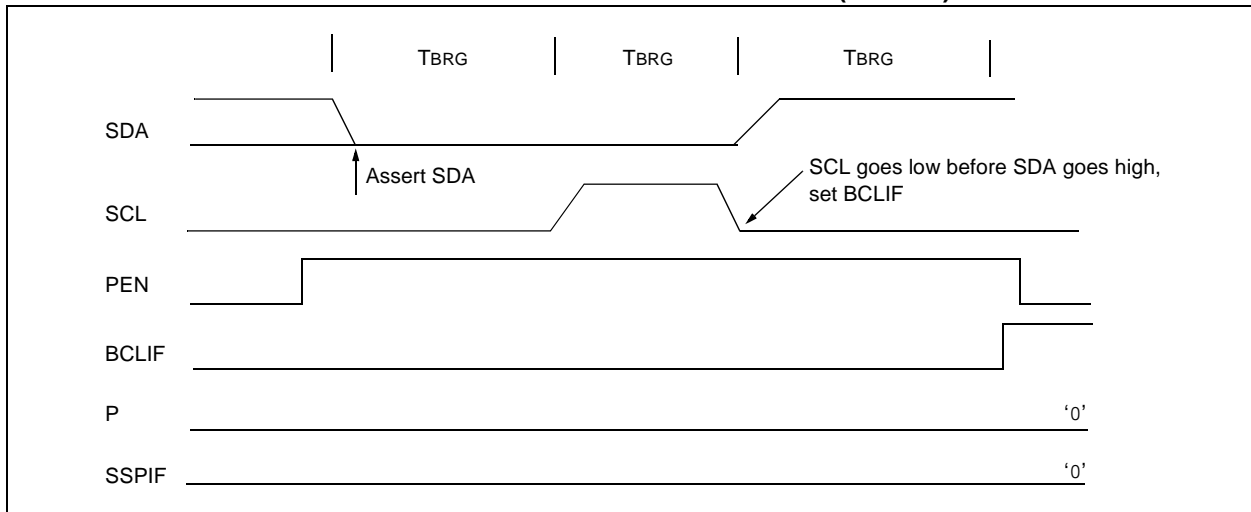 TBRG TBRG TBRG
SDA
Assert SDA
SCL goes low before SDA goes high,
set BCLIF
SCL
PEN
BCLIF
P
'0'
SSPIF
'0'